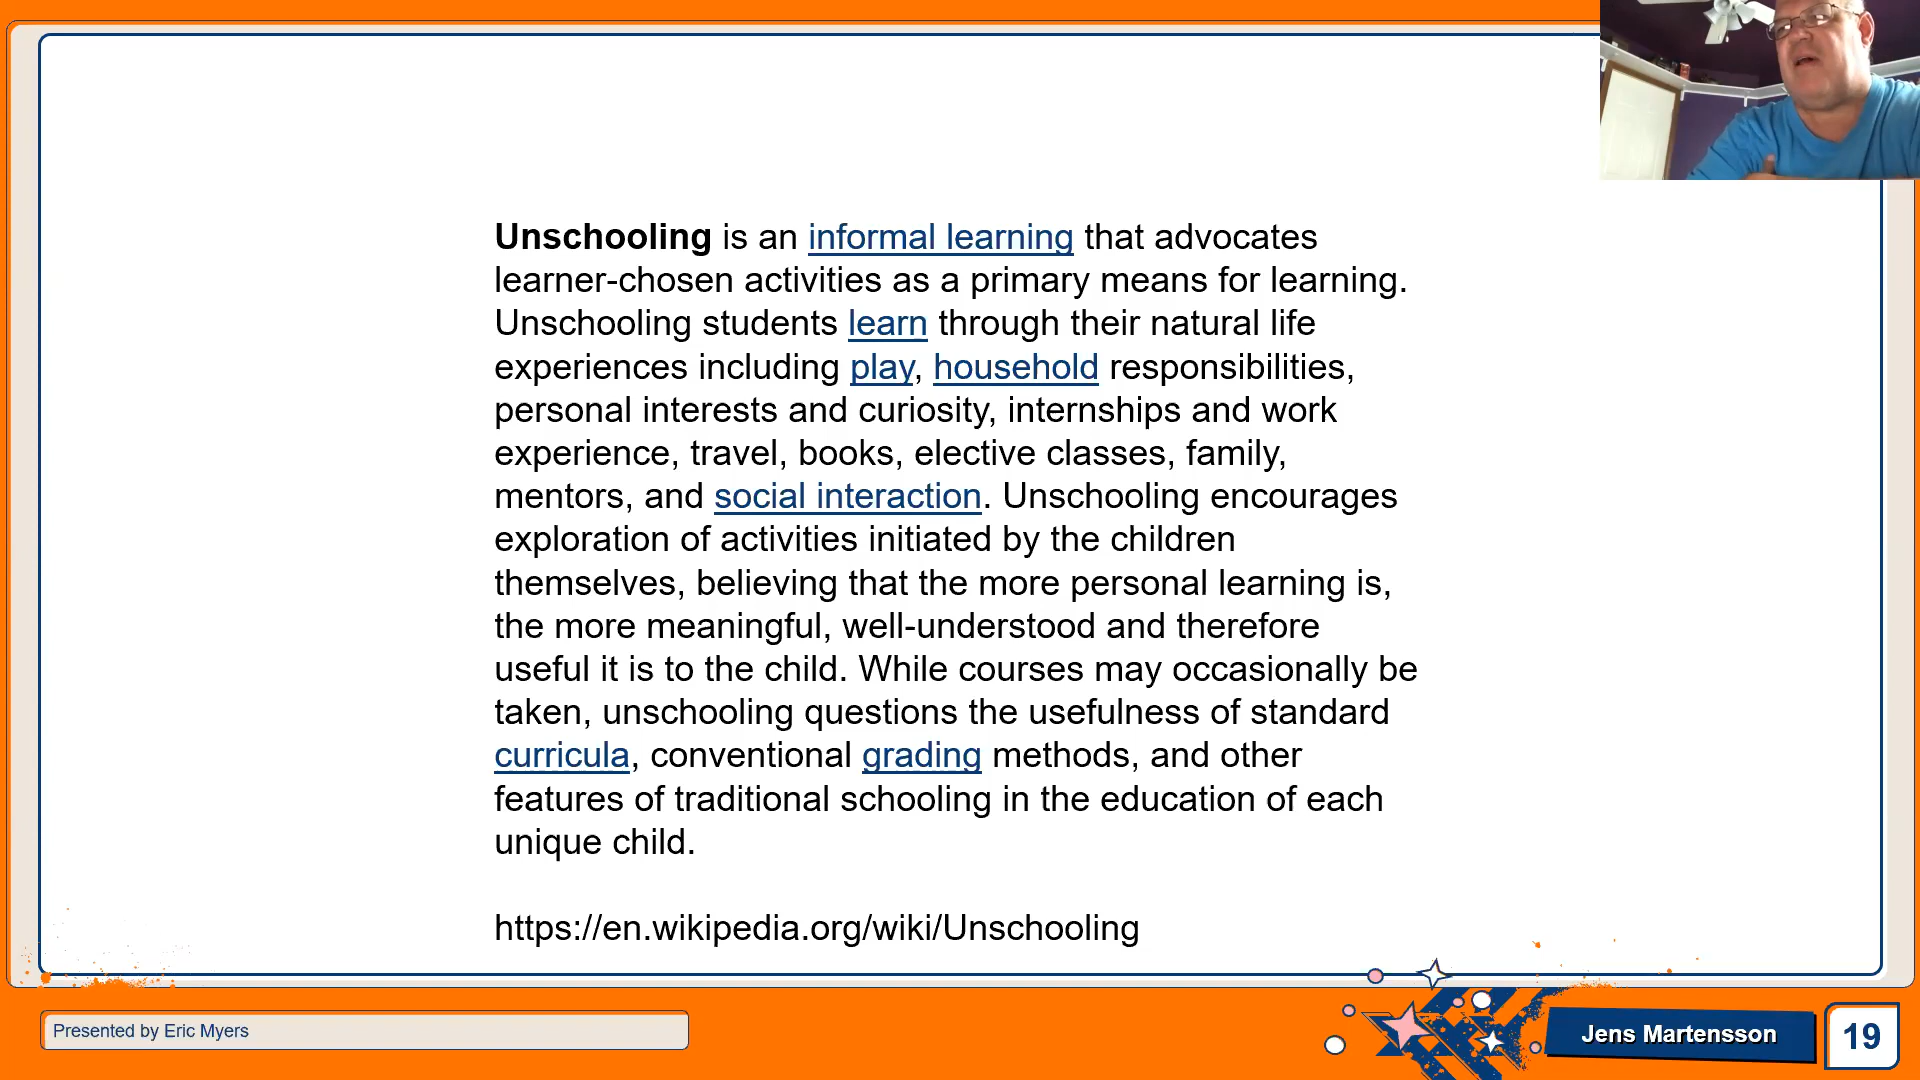 Unschooling is an informal learning that advocates
learner-chosen activities as a primary means for learning.
Unschooling students learn through their natural life
experiences including play, household responsibilities,
personal interests and curiosity, internships and work
experience, travel, books, elective classes, family,
mentors, and social interaction. Unschooling encourages
exploration of activities initiated by the children
themselves, believing that the more personal learning is,
the more meaningful, well-understood and therefore
useful it is to the child. While courses may occasionally be
taken, unschooling questions the usefulness of standard
curricula, conventional grading methods, and other
features of traditional schooling in the education of each
unique child.
https://en.wikipedia.org/wiki/Unschooling
Presented by Eric Myers
Jens Martensson
19